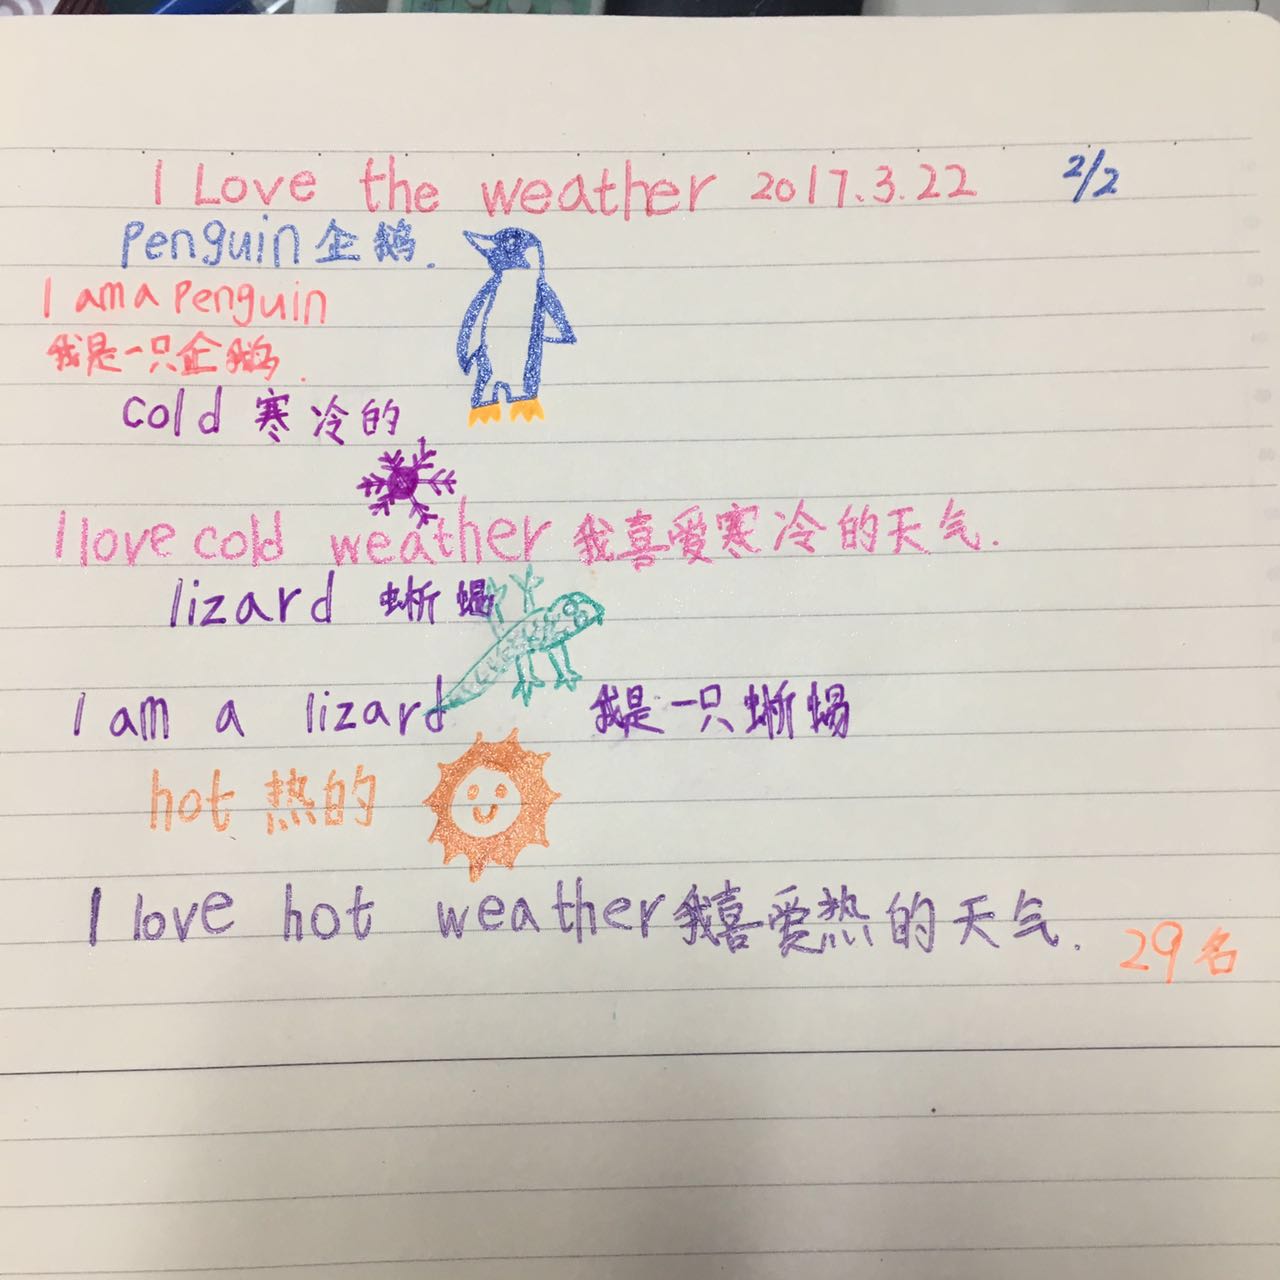 I Love the weather 2017.3.22 2/2
Penguin 企鹅.
I am a Penguin
我是一只企鹅.
cold 寒冷的
I love cold weather 我喜爱寒冷的天气.
lizard 蜥蜴
I am a lizard 我是一只蜥蜴
hot 热的
I love hot weather 我喜爱热的天气.
29名